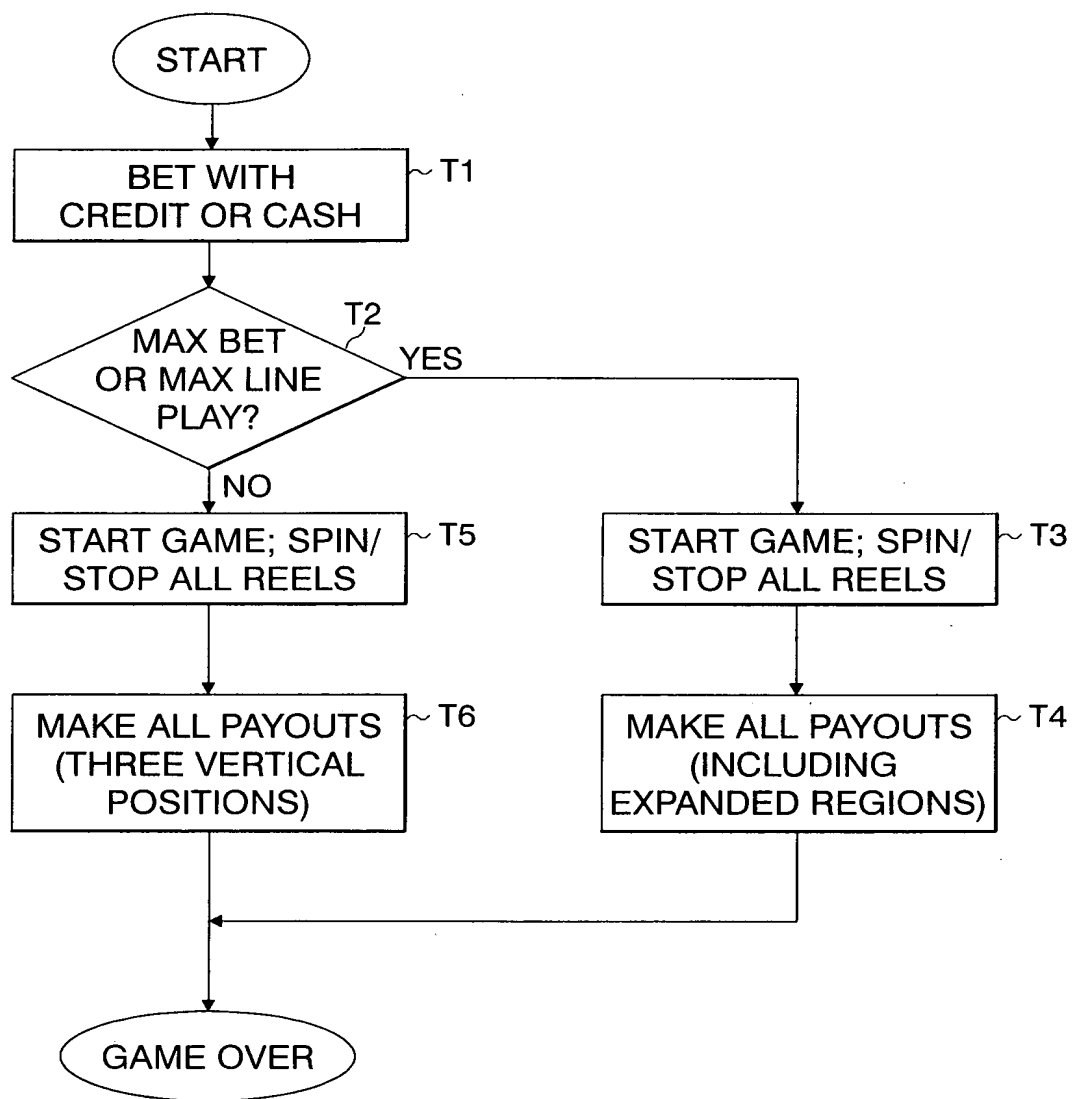 START
BET WITH
CREDIT OR CASH
T1
MAX BET
OR MAX LINE
PLAY?
T2
YES
NO
START GAME; SPIN/
STOP ALL REELS
T5
START GAME; SPIN/
STOP ALL REELS
T3
MAKE ALL PAYOUTS
(THREE VERTICAL
POSITIONS)
T6
MAKE ALL PAYOUTS
(INCLUDING
EXPANDED REGIONS)
T4
GAME OVER